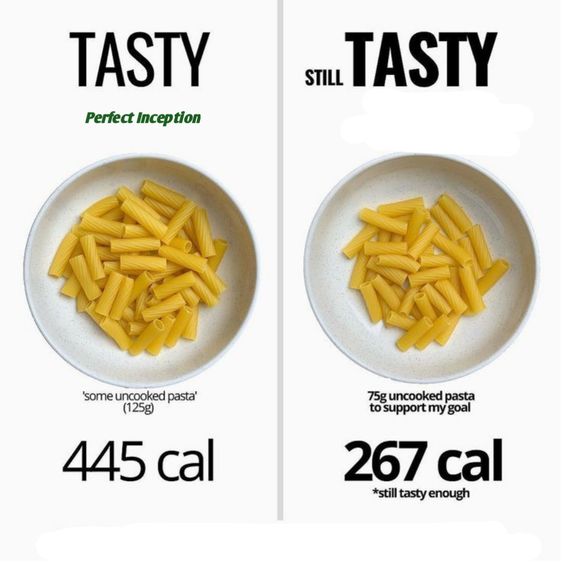 TASTY
Perfect Inception
'some uncooked pasta'
(125g)
445 cal
STILL TASTY
75g uncooked pasta
to support my goal
267 cal
*still tasty enough